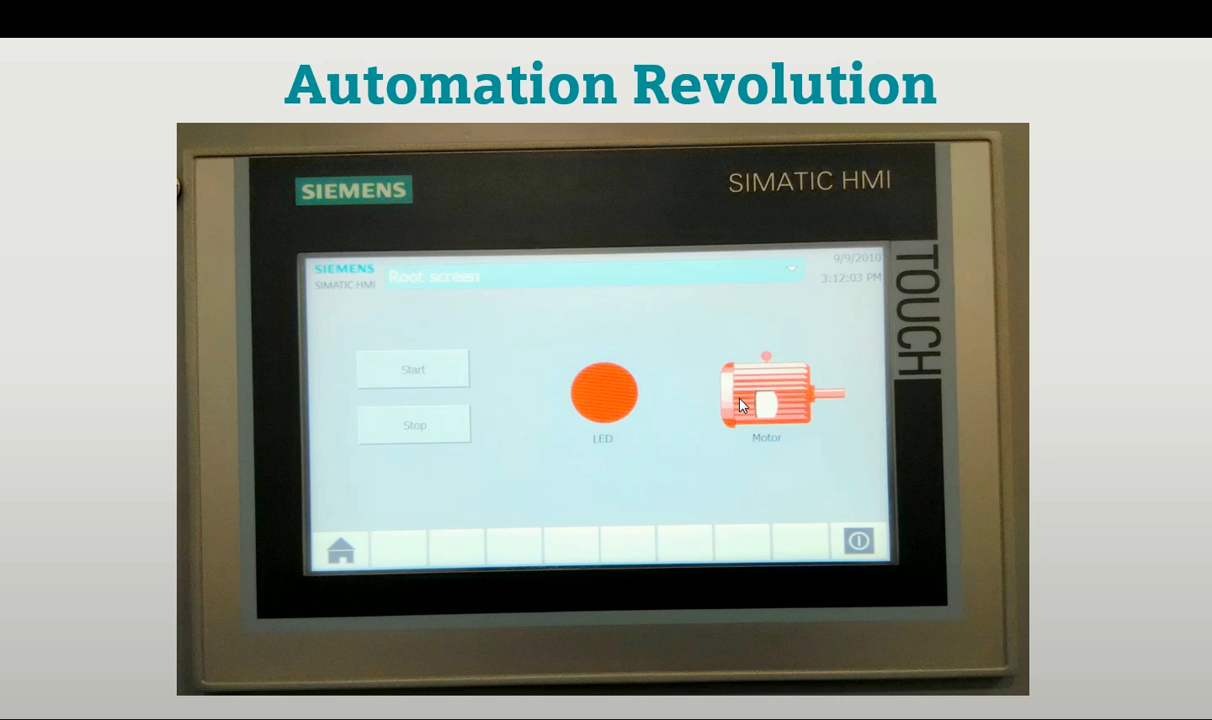 Automation Revolution
SIEMENS
SIMATIC HMI
TOUCH
SIEMENS
SIMATIC HMI
Root screen
9/9/2010
3:12:03 PM
Start
Stop
LED
Motor